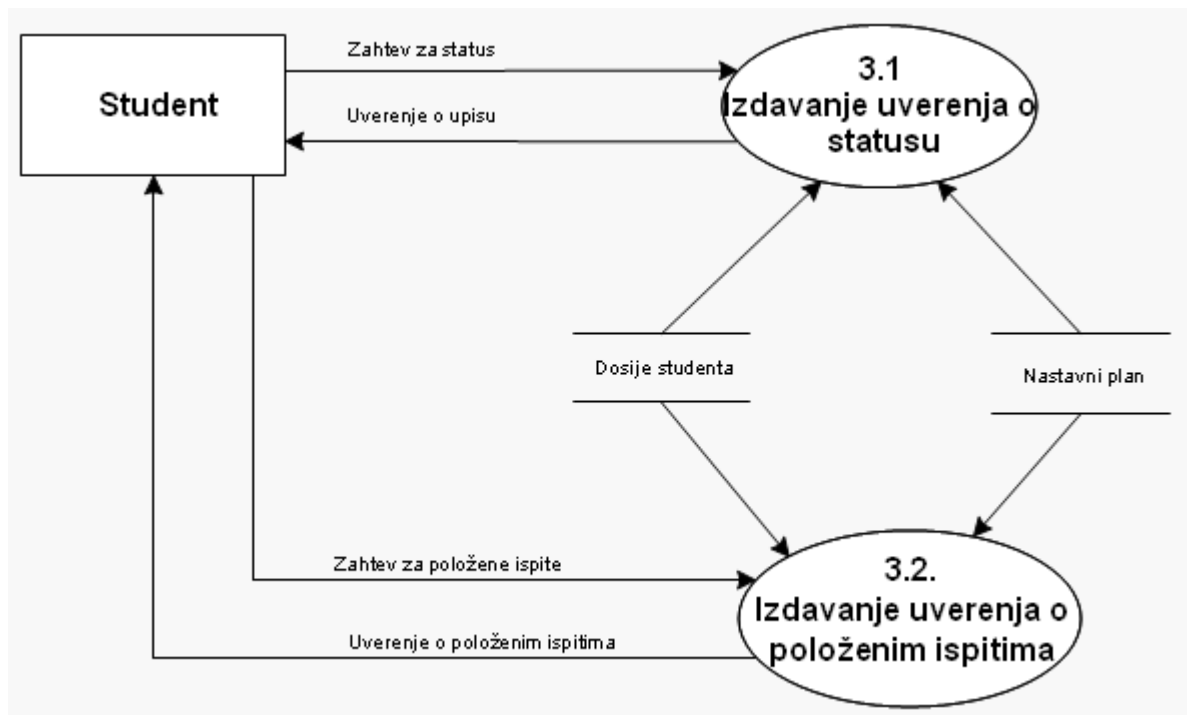 Zahtev za status
3.1
Student
Izdavanje uverenja o
Uverenje o upisu
statusu
Dosije studenta
Nastavni plan
Zahtev za položene ispite
3.2.
Izdavanje uverenja o
Uverenje o položenim ispitima
položenim ispitima